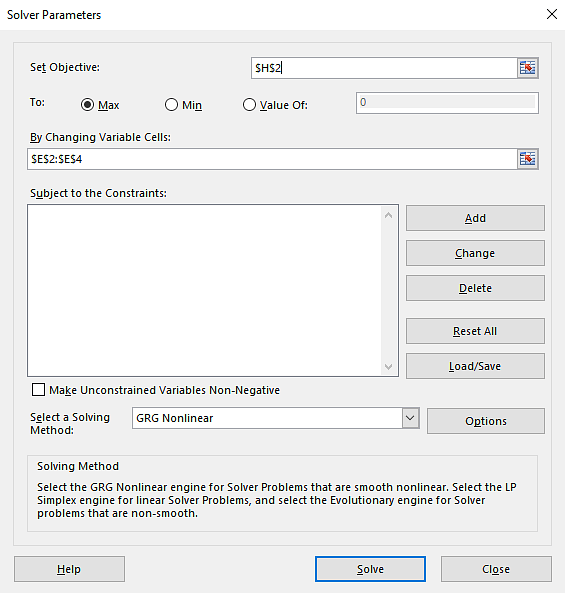 Solver Parameters
Set Objective: $H$2
To: Max Min Value Of: 0
By Changing Variable Cells:
$E$2:$E$4
Subject to the Constraints:
Add
Change
Delete
Reset All
Load/Save
Make Unconstrained Variables Non-Negative
Select a Solving
Method:
GRG Nonlinear
Options
Solving Method
Select the GRG Nonlinear engine for Solver Problems that are smooth nonlinear. Select the LP
Simplex engine for linear Solver Problems, and select the Evolutionary engine for Solver
problems that are non-smooth.
Help Solve Close